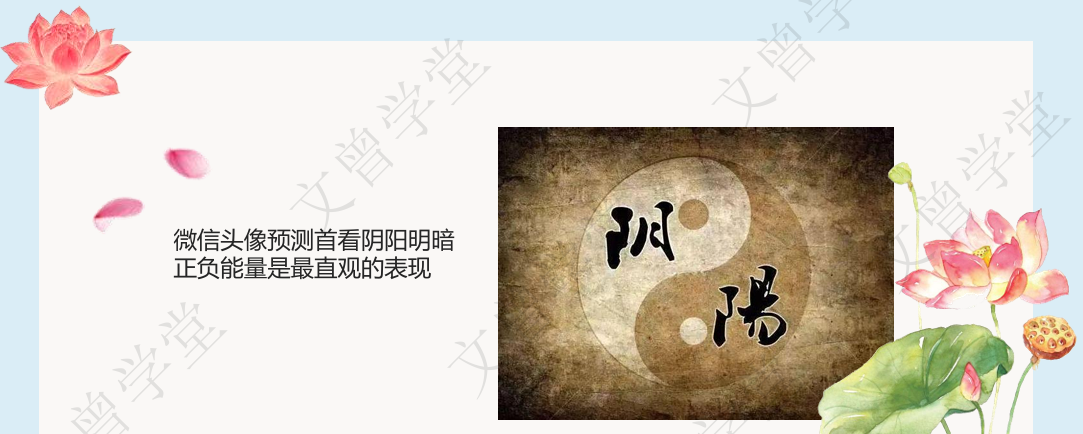 微信头像预测首看阴阳明暗
正负能量是最直观的表现
阴
陽
文曾学堂
文曾学堂
文曾学堂
文曾学堂
文
曾学堂